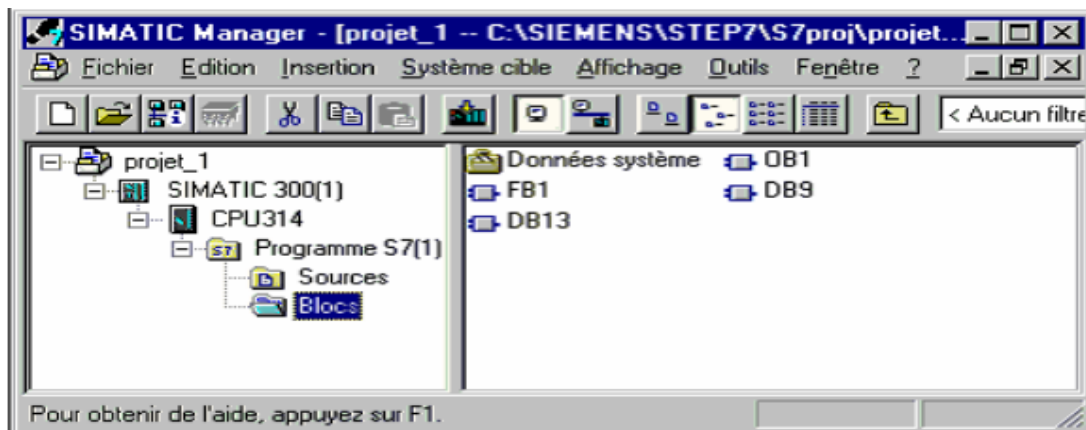 SIMATIC Manager - [projet_1 -- C:\SIEMENS\STEP7\S7proj\projet...
Fichier Edition Insertion Système cible Affichage Outils Fenêtre ?
< Aucun filtre
projet_1
SIMATIC 300(1)
CPU314
Programme S7(1)
Sources
Blocs
Données système OB1
FB1 DB9
DB13
Pour obtenir de l'aide, appuyez sur F1.